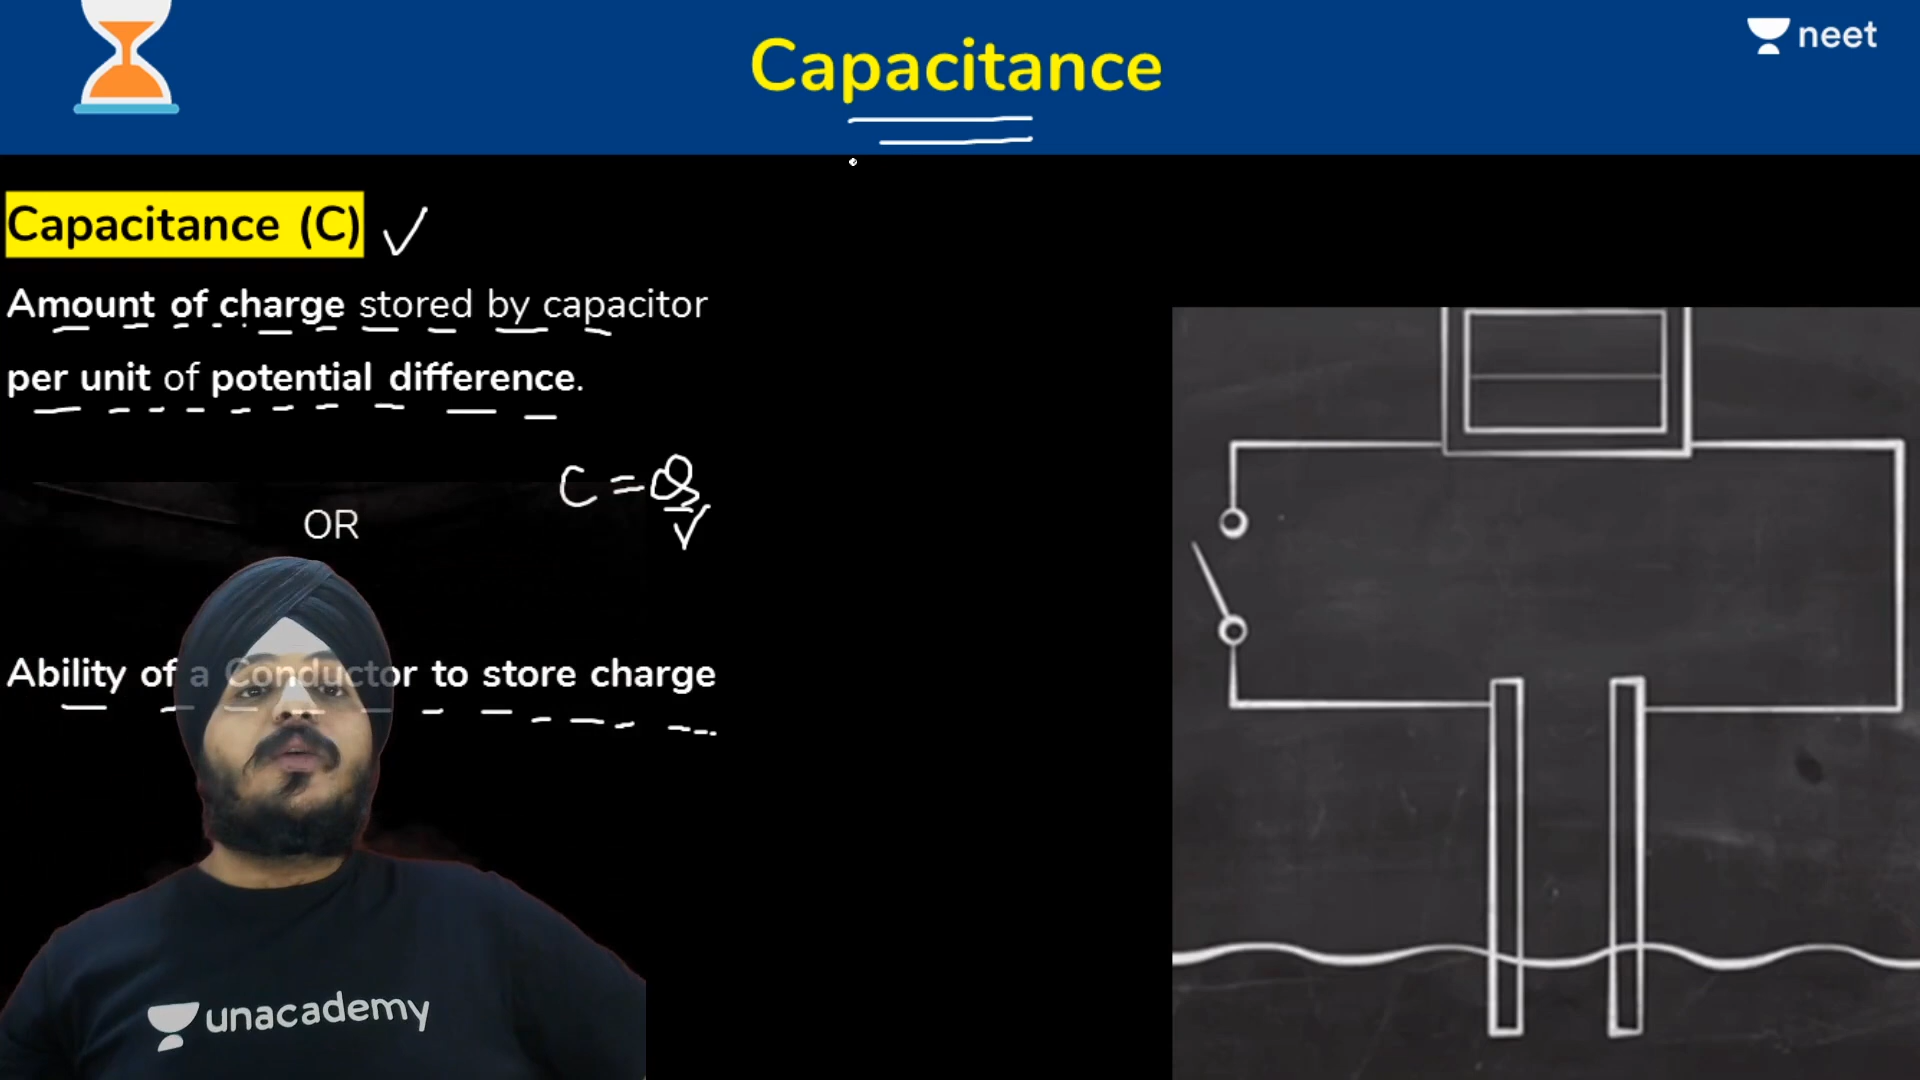 Capacitance
neet
Capacitance (C)
Amount of charge stored by capacitor
per unit of potential difference.
C = Q
V
OR
Ability of a Conductor to store charge
unacademy